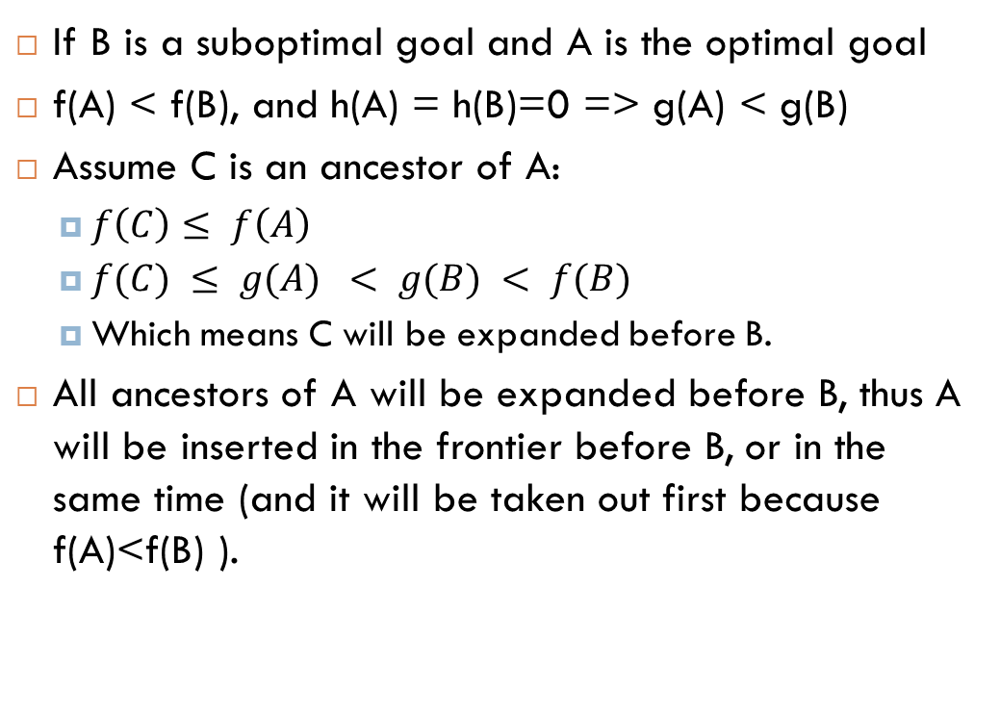 If B is a suboptimal goal and A is the optimal goal
f(A) < f(B), and h(A) = h(B)=0 => g(A) < g(B)
Assume C is an ancestor of A:
f(C) ≤ f(A)
f(C) ≤ g(A) < g(B) < f(B)
Which means C will be expanded before B.
All ancestors of A will be expanded before B, thus A
will be inserted in the frontier before B, or in the
same time (and it will be taken out first because
f(A)<f(B) ).